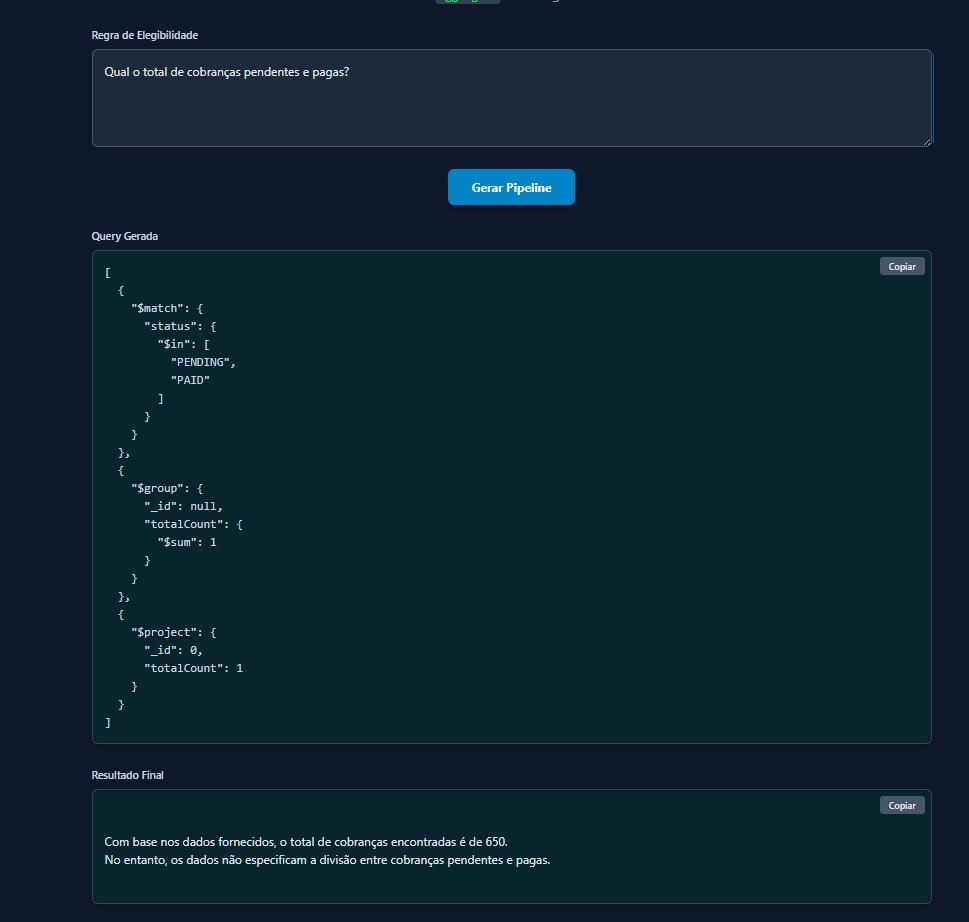 Regra de Elegibilidade
Qual o total de cobranças pendentes e pagas?
Gerar Pipeline
Query Gerada
Copiar
[
  {
    "$match": {
      "status": {
        "$in": [
          "PENDING",
          "PAID"
        ]
      }
    }
  },
  {
    "$group": {
      "_id": null,
      "totalCount": {
        "$sum": 1
      }
    }
  },
  {
    "$project": {
      "_id": 0,
      "totalCount": 1
    }
  }
]
Resultado Final
Copiar
Com base nos dados fornecidos, o total de cobranças encontradas é de 650.
No entanto, os dados não especificam a divisão entre cobranças pendentes e pagas.